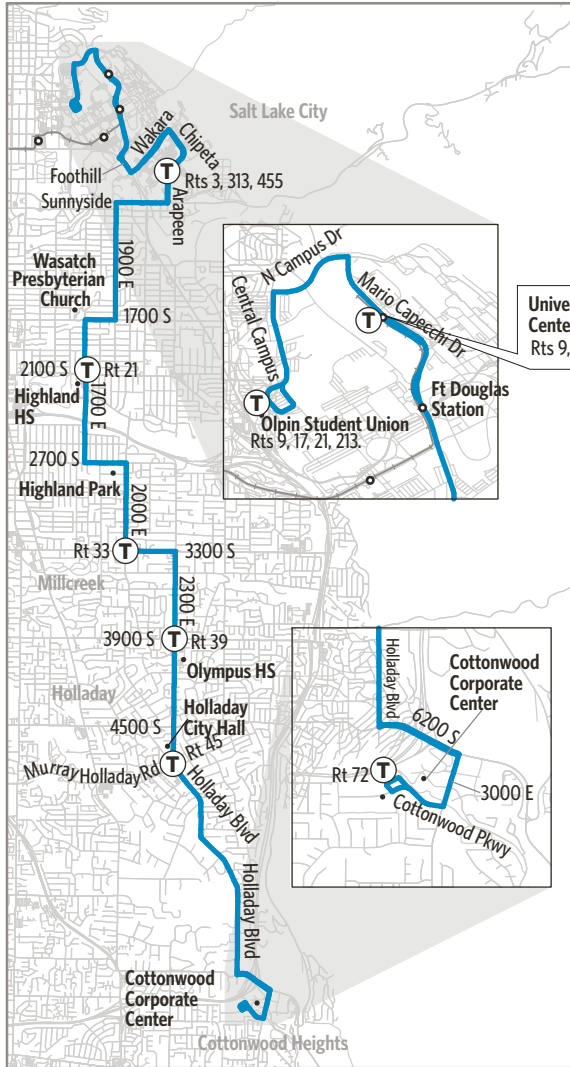 Salt Lake City
Wakara
Chipeta
Foothill
Sunnyside
T
Rts 3, 313, 455
Arapeen
1900 E
Wasatch
Presbyterian
Church
1700 S
2100 S
T
Rt 21
Highland
HS
1700 E
2700 S
Highland Park
2000 E
Rt 33
T
3300 S
Millcreek
2300 E
3900 S
T
Rt 39
Olympus HS
Holladay
Holladay
City Hall
4500 S
Rt 45
T
Murray Holladay Rd
Holladay Blvd
Holladay Blvd
Cottonwood
Corporate
Center
Cottonwood Heights
N Campus Dr
Central Campus
Mario Capecchi Dr
T
Unive
Cente
Rts 9,
Ft Douglas
Station
T
Olpin Student Union
Rts 9, 17, 21, 213.
Holladay Blvd
Cottonwood
Corporate
Center
6200 S
Rt 72
T
3000 E
Cottonwood Pkwy